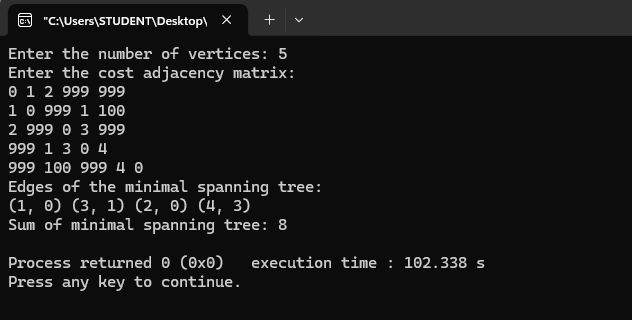 "C:\Users\STUDENT\Desktop\
Enter the number of vertices: 5
Enter the cost adjacency matrix:
0 1 2 999 999
1 0 999 1 100
2 999 0 3 999
999 1 3 0 4
999 100 999 4 0
Edges of the minimal spanning tree:
(1, 0) (3, 1) (2, 0) (4, 3)
Sum of minimal spanning tree: 8
Process returned 0 (0x0)   execution time : 102.338 s
Press any key to continue.